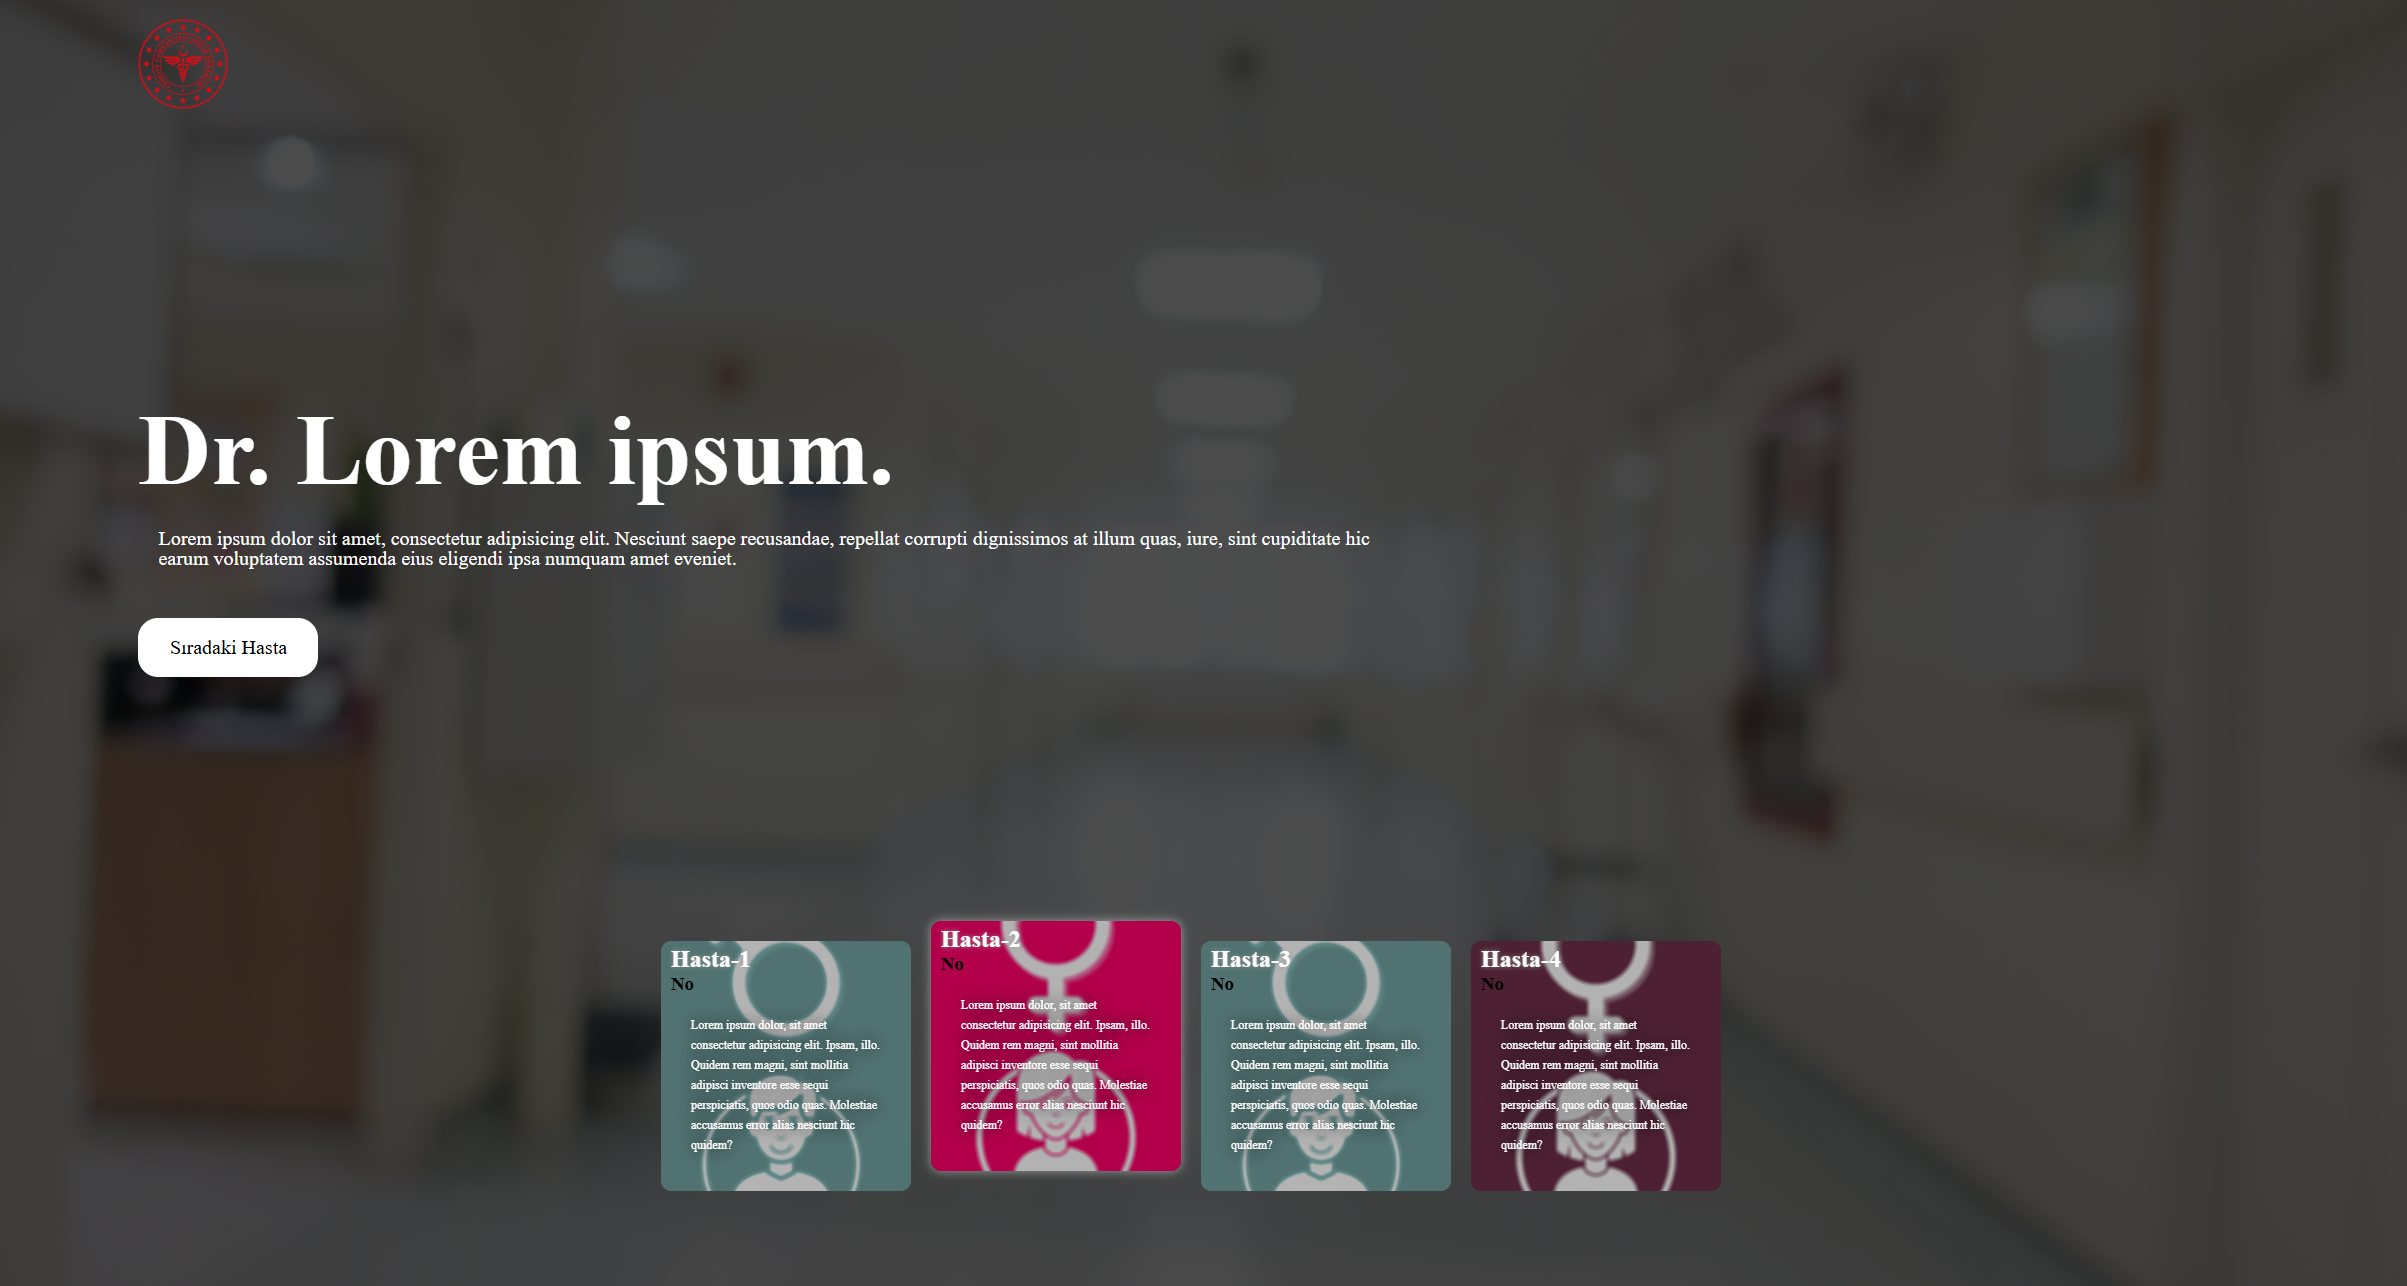 Dr. Lorem ipsum.
Lorem ipsum dolor sit amet, consectetur adipisicing elit. Nesciunt saepe recusandae, repellat corrupti dignissimos at illum quas, iure, sint cupiditate hic
earum voluptatem assumenda eius eligendi ipsa numquam amet eveniet.
Sıradaki Hasta
Hasta-1
No
Lorem ipsum dolor, sit amet
consectetur adipisicing elit. Ipsam, illo.
Quidem rem magni, sint mollitia
adipisci inventore esse sequi
perspiciatis, quos odio quas. Molestiae
accusamus error alias nesciunt hic
quidem?
Hasta-2
No
Lorem ipsum dolor, sit amet
consectetur adipisicing elit. Ipsam, illo.
Quidem rem magni, sint mollitia
adipisci inventore esse sequi
perspiciatis, quos odio quas. Molestiae
accusamus error alias nesciunt hic
quidem?
Hasta-3
No
Lorem ipsum dolor, sit amet
consectetur adipisicing elit. Ipsam, illo.
Quidem rem magni, sint mollitia
adipisci inventore esse sequi
perspiciatis, quos odio quas. Molestiae
accusamus error alias nesciunt hic
quidem?
Hasta-4
No
Lorem ipsum dolor, sit amet
consectetur adipisicing elit. Ipsam, illo.
Quidem rem magni, sint mollitia
adipisci inventore esse sequi
perspiciatis, quos odio quas. Molestiae
accusamus error alias nesciunt hic
quidem?